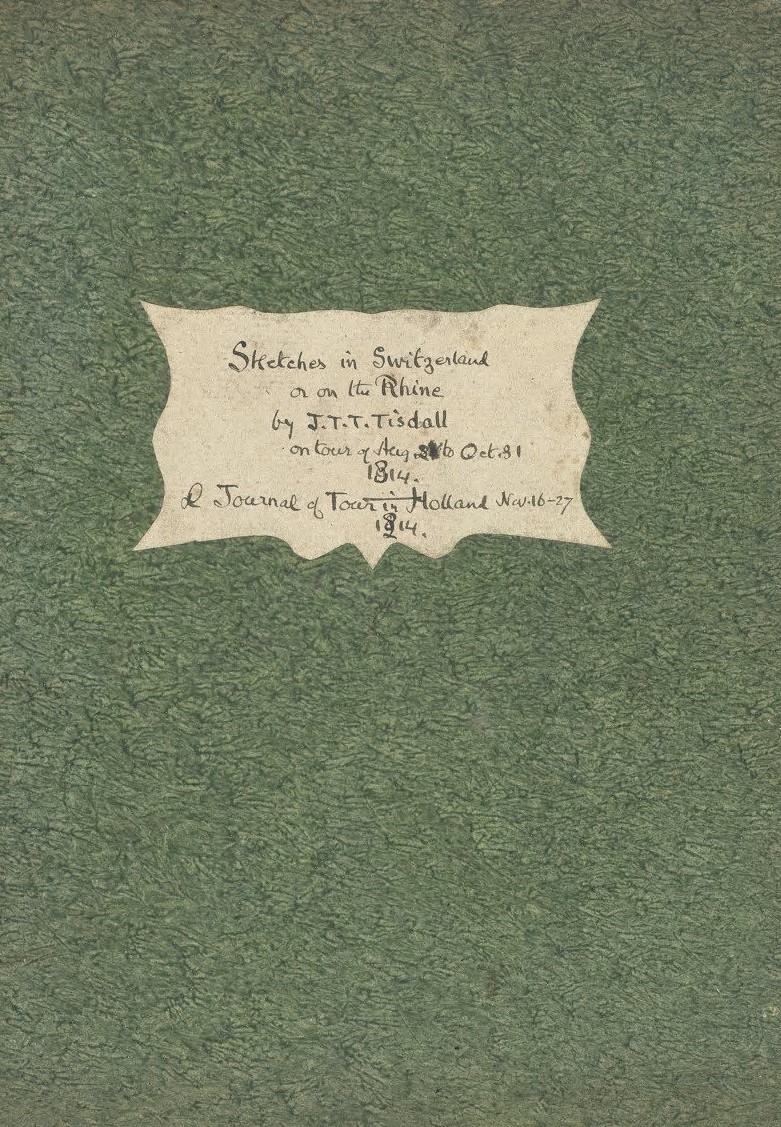 Sketches in Switzerland
or on the Rhine
by J.T.T. Tisdall
on tour of Aug to Oct. 31
1814.
& Journal of Tour in Holland Nov. 16-27
1814.